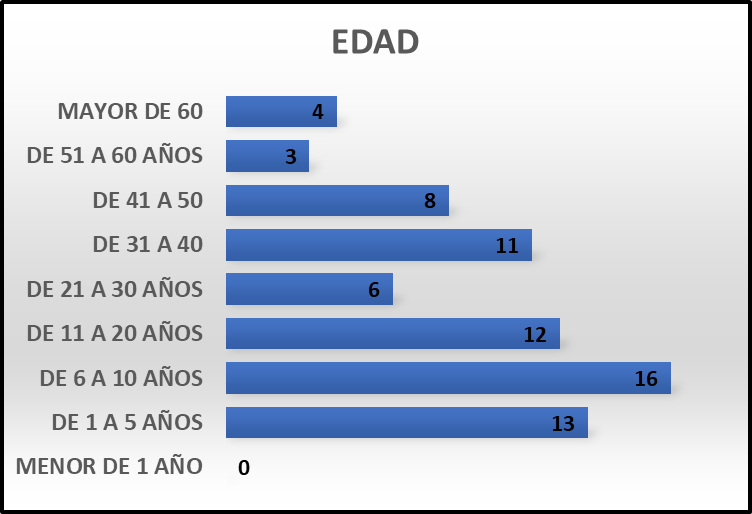 EDAD
MAYOR DE 60 4
DE 51 A 60 AÑOS 3
DE 41 A 50 8
DE 31 A 40 11
DE 21 A 30 AÑOS 6
DE 11 A 20 AÑOS 12
DE 6 A 10 AÑOS 16
DE 1 A 5 AÑOS 13
MENOR DE 1 AÑO 0